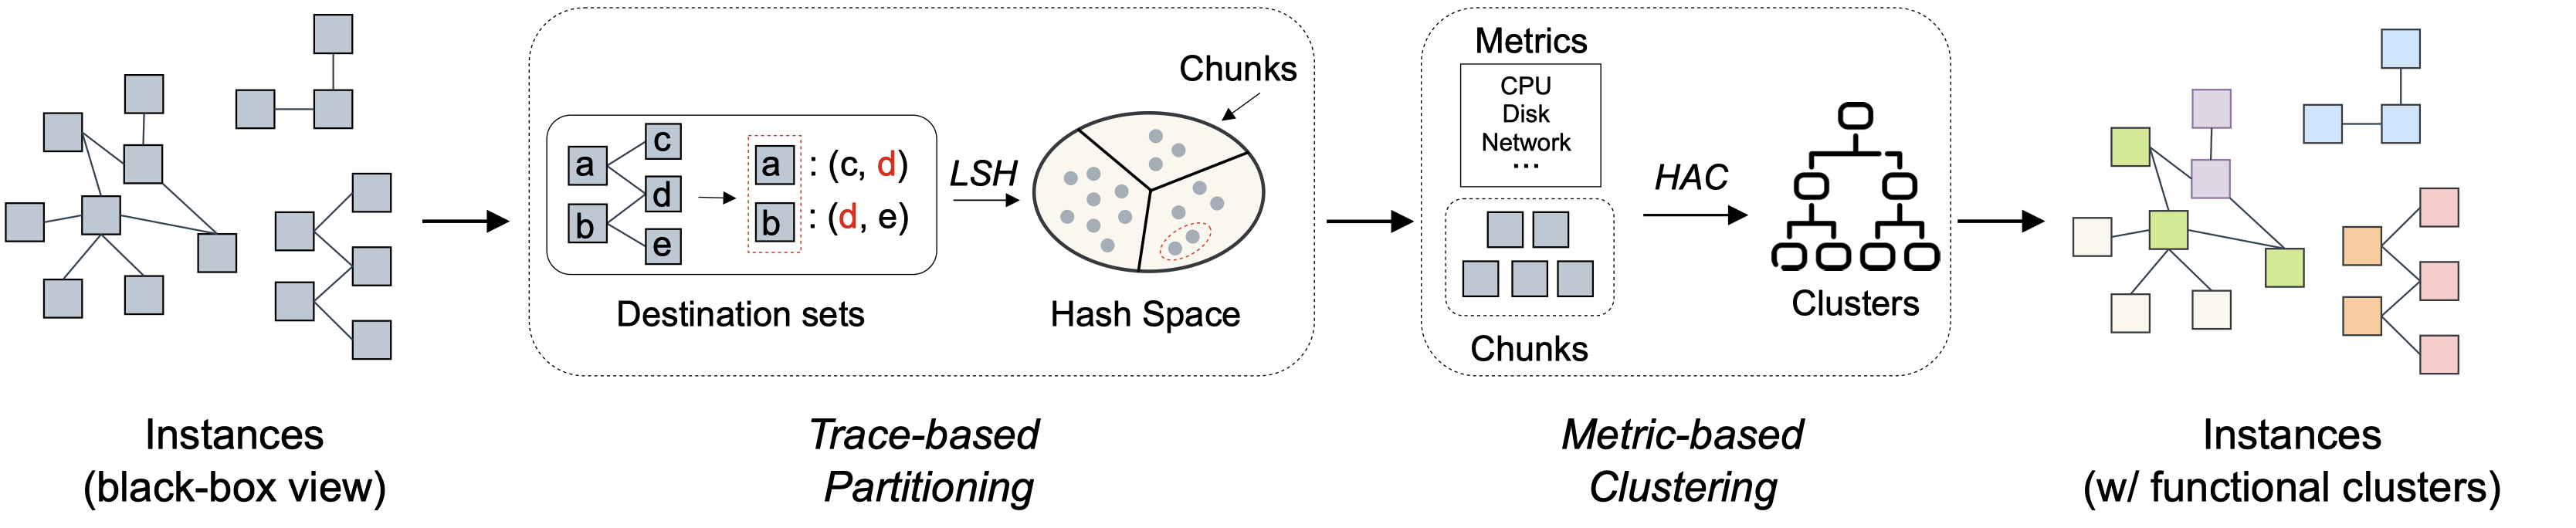 Instances
(black-box view)
a
b
c
d
e
a : (c, d)
b : (d, e)
Destination sets
LSH
Chunks
Hash Space
Trace-based
Partitioning
Metrics
CPU
Disk
Network
...
Chunks
HAC
Clusters
Metric-based
Clustering
Instances
(w/ functional clusters)